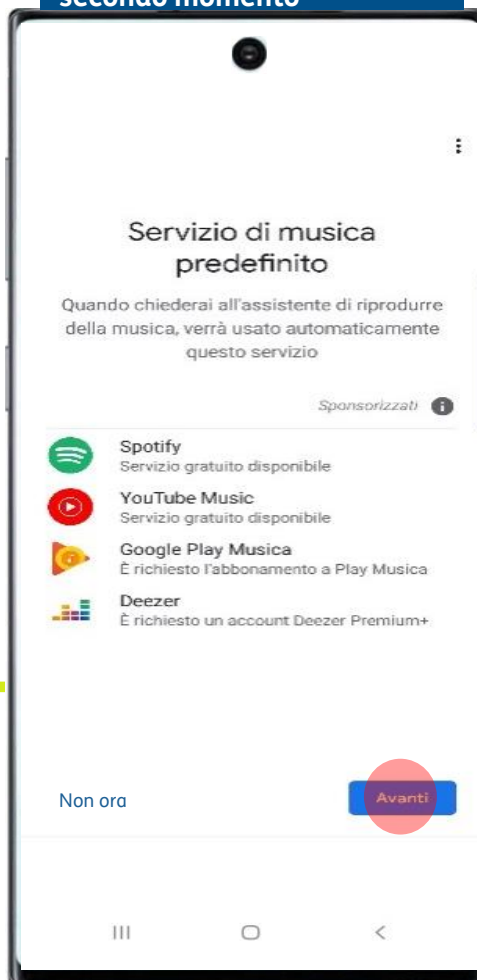 secondo momento
Servizio di musica
predefinito
Quando chiederai all'assistente di riprodurre
della musica, verrà usato automaticamente
questo servizio
Sponsorizzati
Spotify
Servizio gratuito disponibile
YouTube Music
Servizio gratuito disponibile
Google Play Musica
È richiesto l'abbonamento a Play Musica
Deezer
È richiesto un account Deezer Premium+
Non ora
Avanti